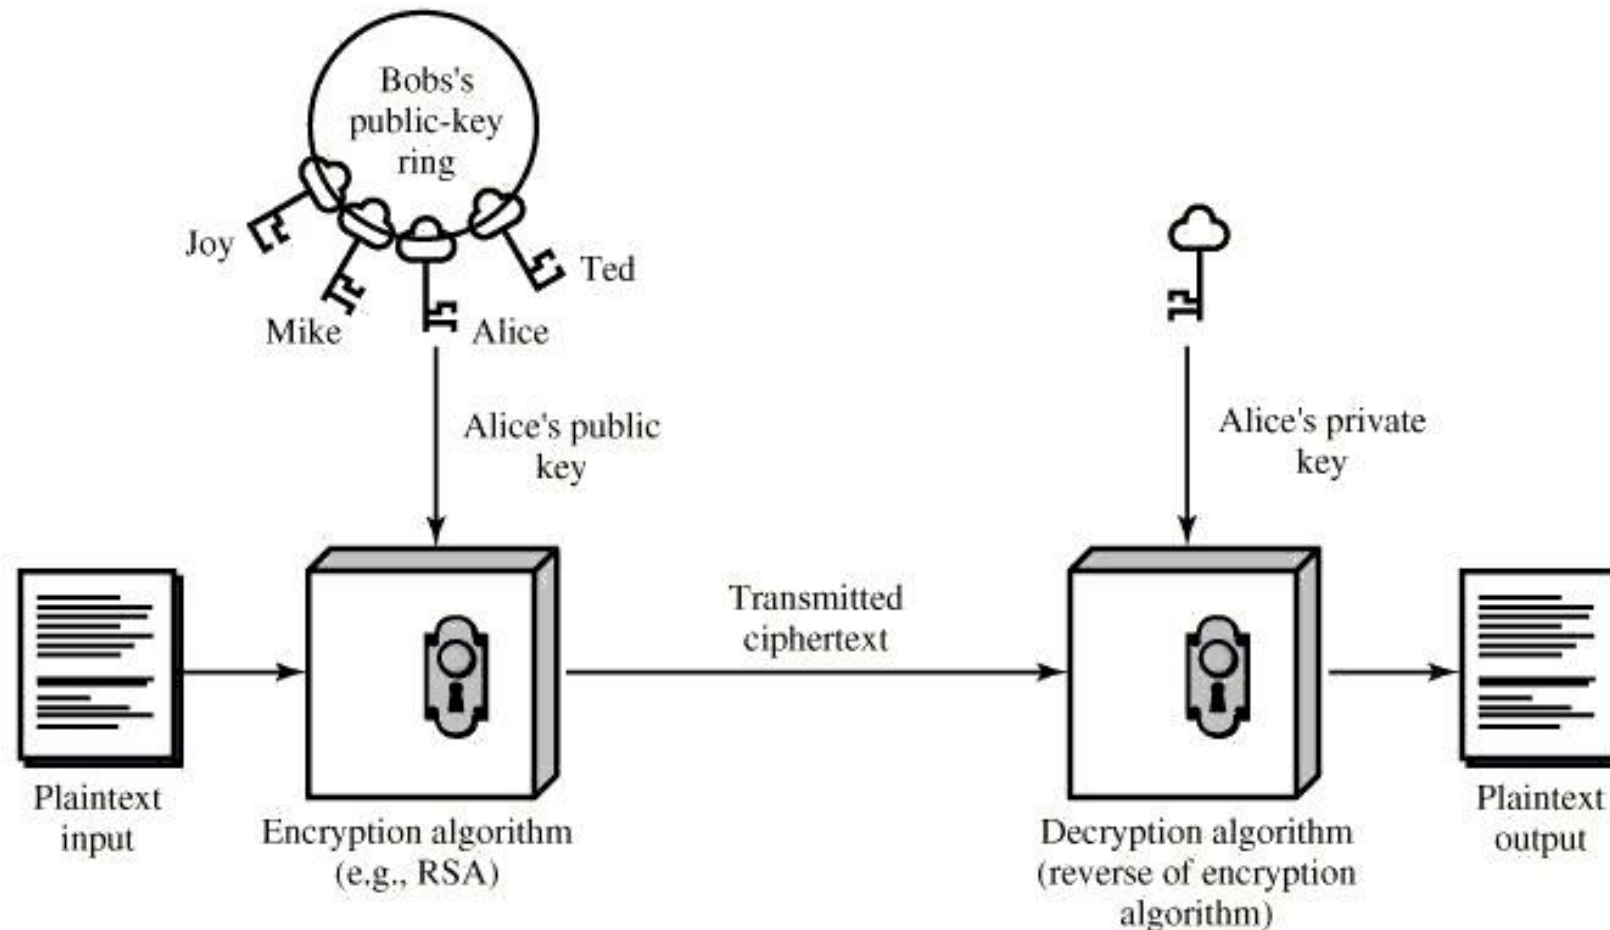 Bobs's
public-key
ring
Joy
Mike
Alice
Ted
Alice's public
key
Alice's private
key
Transmitted
ciphertext
Plaintext
input
Encryption algorithm
(e.g., RSA)
Decryption algorithm
(reverse of encryption
algorithm)
Plaintext
output